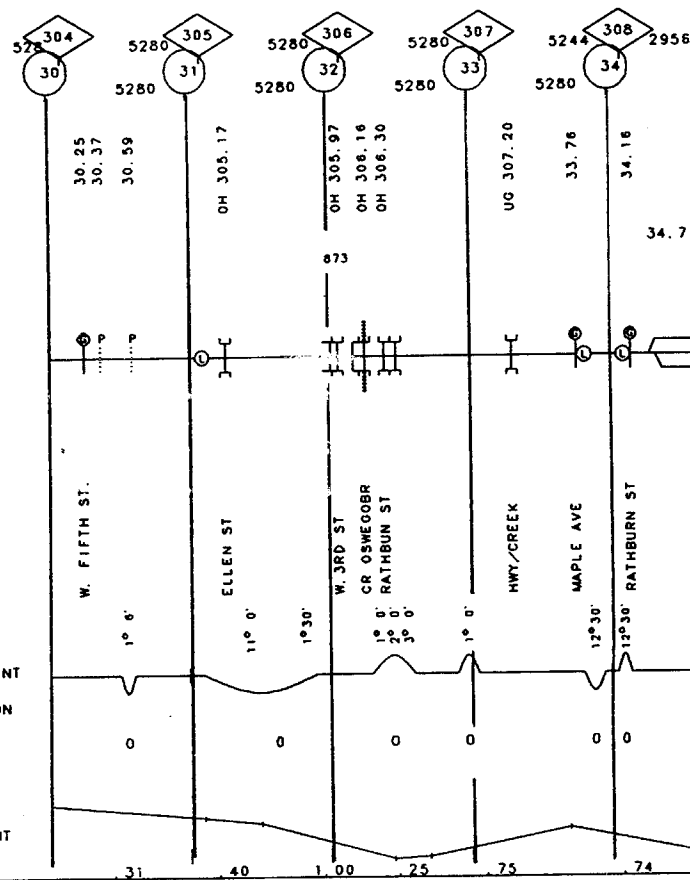 304 305 306 307 308
528 5280 5280 5280 5244 2956
30 31 32 33 34
5280 5280 5280 5280
30.25
30.37
30.59
OH 305.17
OH 305.97
OH 306.16
OH 306.30
UG 307.20
33.76
34.16
34.7
873
G P P L G L L G
W. FIFTH ST.
ELLEN ST
W. 3RD ST
CR OSWEGOBR
RATHBUN ST
HWY/CREEK
MAPLE AVE
RATHBURN ST
1° 6'
11° 0'
1° 30'
1° 0'
2° 0'
3° 0'
1° 0'
12° 30'
12° 30'
NT
ON
0 0 0 0 0 0
IT
.31 .40 1.00 .25 .75 .74